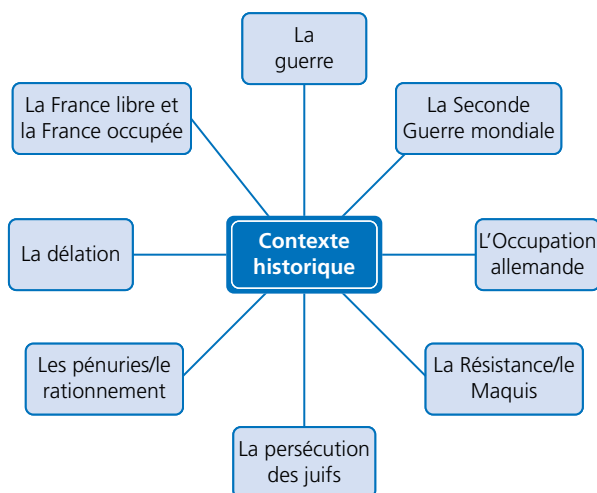 La
guerre
La France libre et
la France occupée
La Seconde
Guerre mondiale
La délation
Contexte
historique
L'Occupation
allemande
Les pénuries/le
rationnement
La Résistance/le
Maquis
La persécution
des juifs